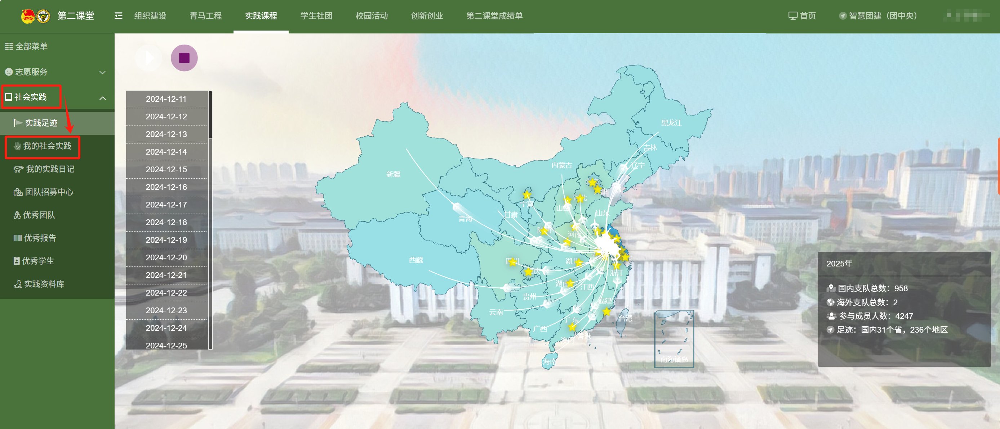 第二课堂
组织建设
青马工程
实践课程
学生社团
校园活动
创新创业
第二课堂成绩单
首页
智慧团建（团中央）
全部菜单
志愿服务
社会实践
实践足迹
我的社会实践
我的实践日记
团队招募中心
优秀团队
优秀报告
优秀学生
实践资料库
2024-12-11
2024-12-12
2024-12-13
2024-12-14
2024-12-15
2024-12-16
2024-12-17
2024-12-18
2024-12-19
2024-12-20
2024-12-21
2024-12-22
2024-12-23
2024-12-24
2024-12-25
黑龙江
吉林
辽宁
内蒙古
新疆
河北
宁夏
山西
山东
甘肃
青海
陕西
河南
西藏
四川
湖北
浙江
湖南
江西
贵州
福建
云南
台湾
广东
广西
香港
澳门
海南
南海诸岛
2025年
国内支队总数：958
海外支队总数：2
参与成员人数：4247
足迹：国内31个省，236个地区